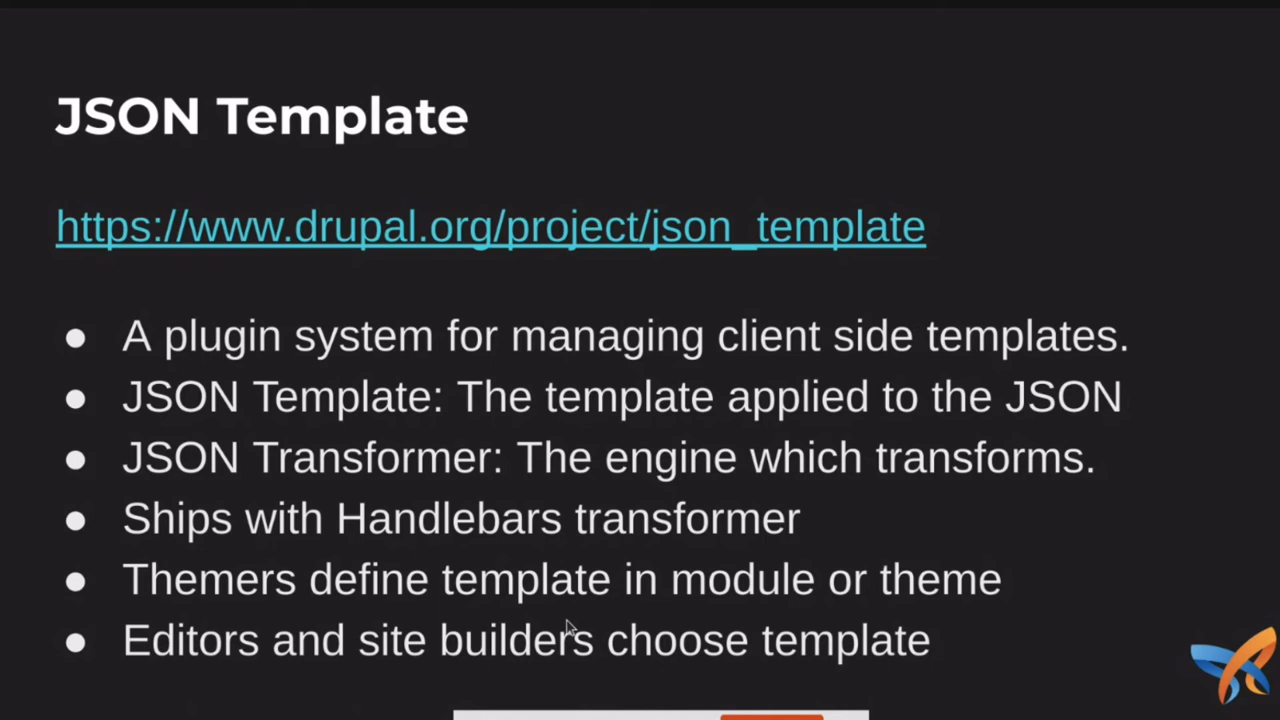 JSON Template
https://www.drupal.org/project/json_template
● A plugin system for managing client side templates.
● JSON Template: The template applied to the JSON
● JSON Transformer: The engine which transforms.
● Ships with Handlebars transformer
● Themers define template in module or theme
● Editors and site builders choose template